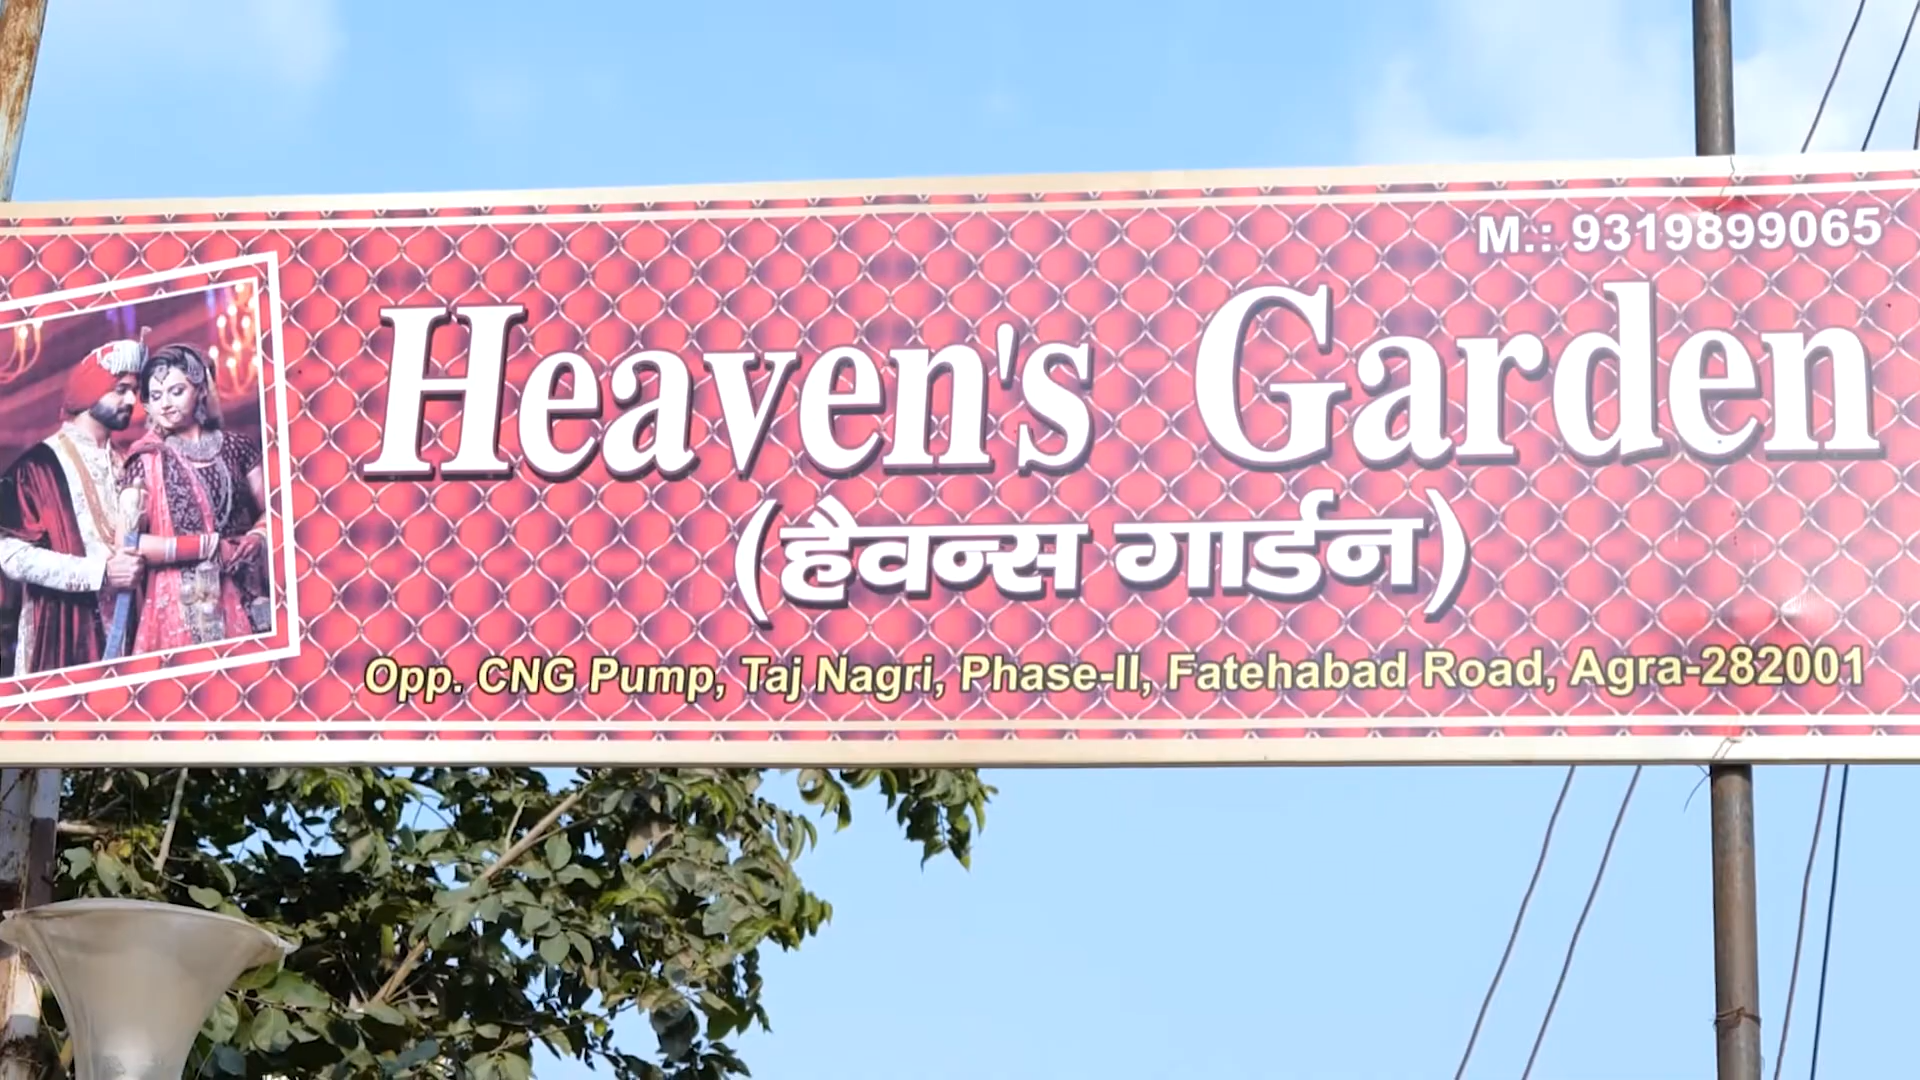 M.: 9319899065
Heaven's Garden
(हैवन्स गार्डन)
Opp. CNG Pump, Taj Nagri, Phase-II, Fatehabad Road, Agra-282001